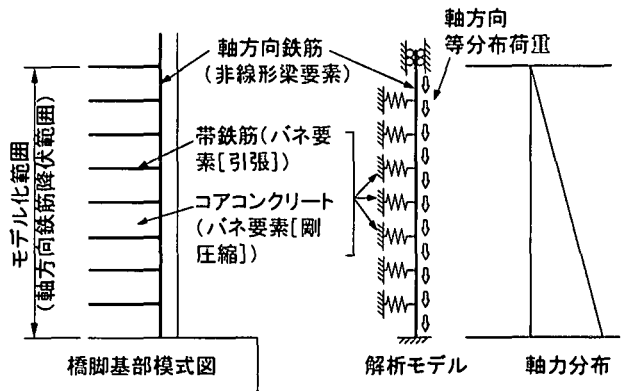 軸方向鉄筋
(非線形梁要素)
帯鉄筋(バネ要
素[引張])
コアコンクリート
(バネ要素[剛
圧縮])
モデル化範囲
(軸方向鉄筋降伏範囲)
橋脚基部模式図
軸方向
等分布荷重
解析モデル
軸力分布